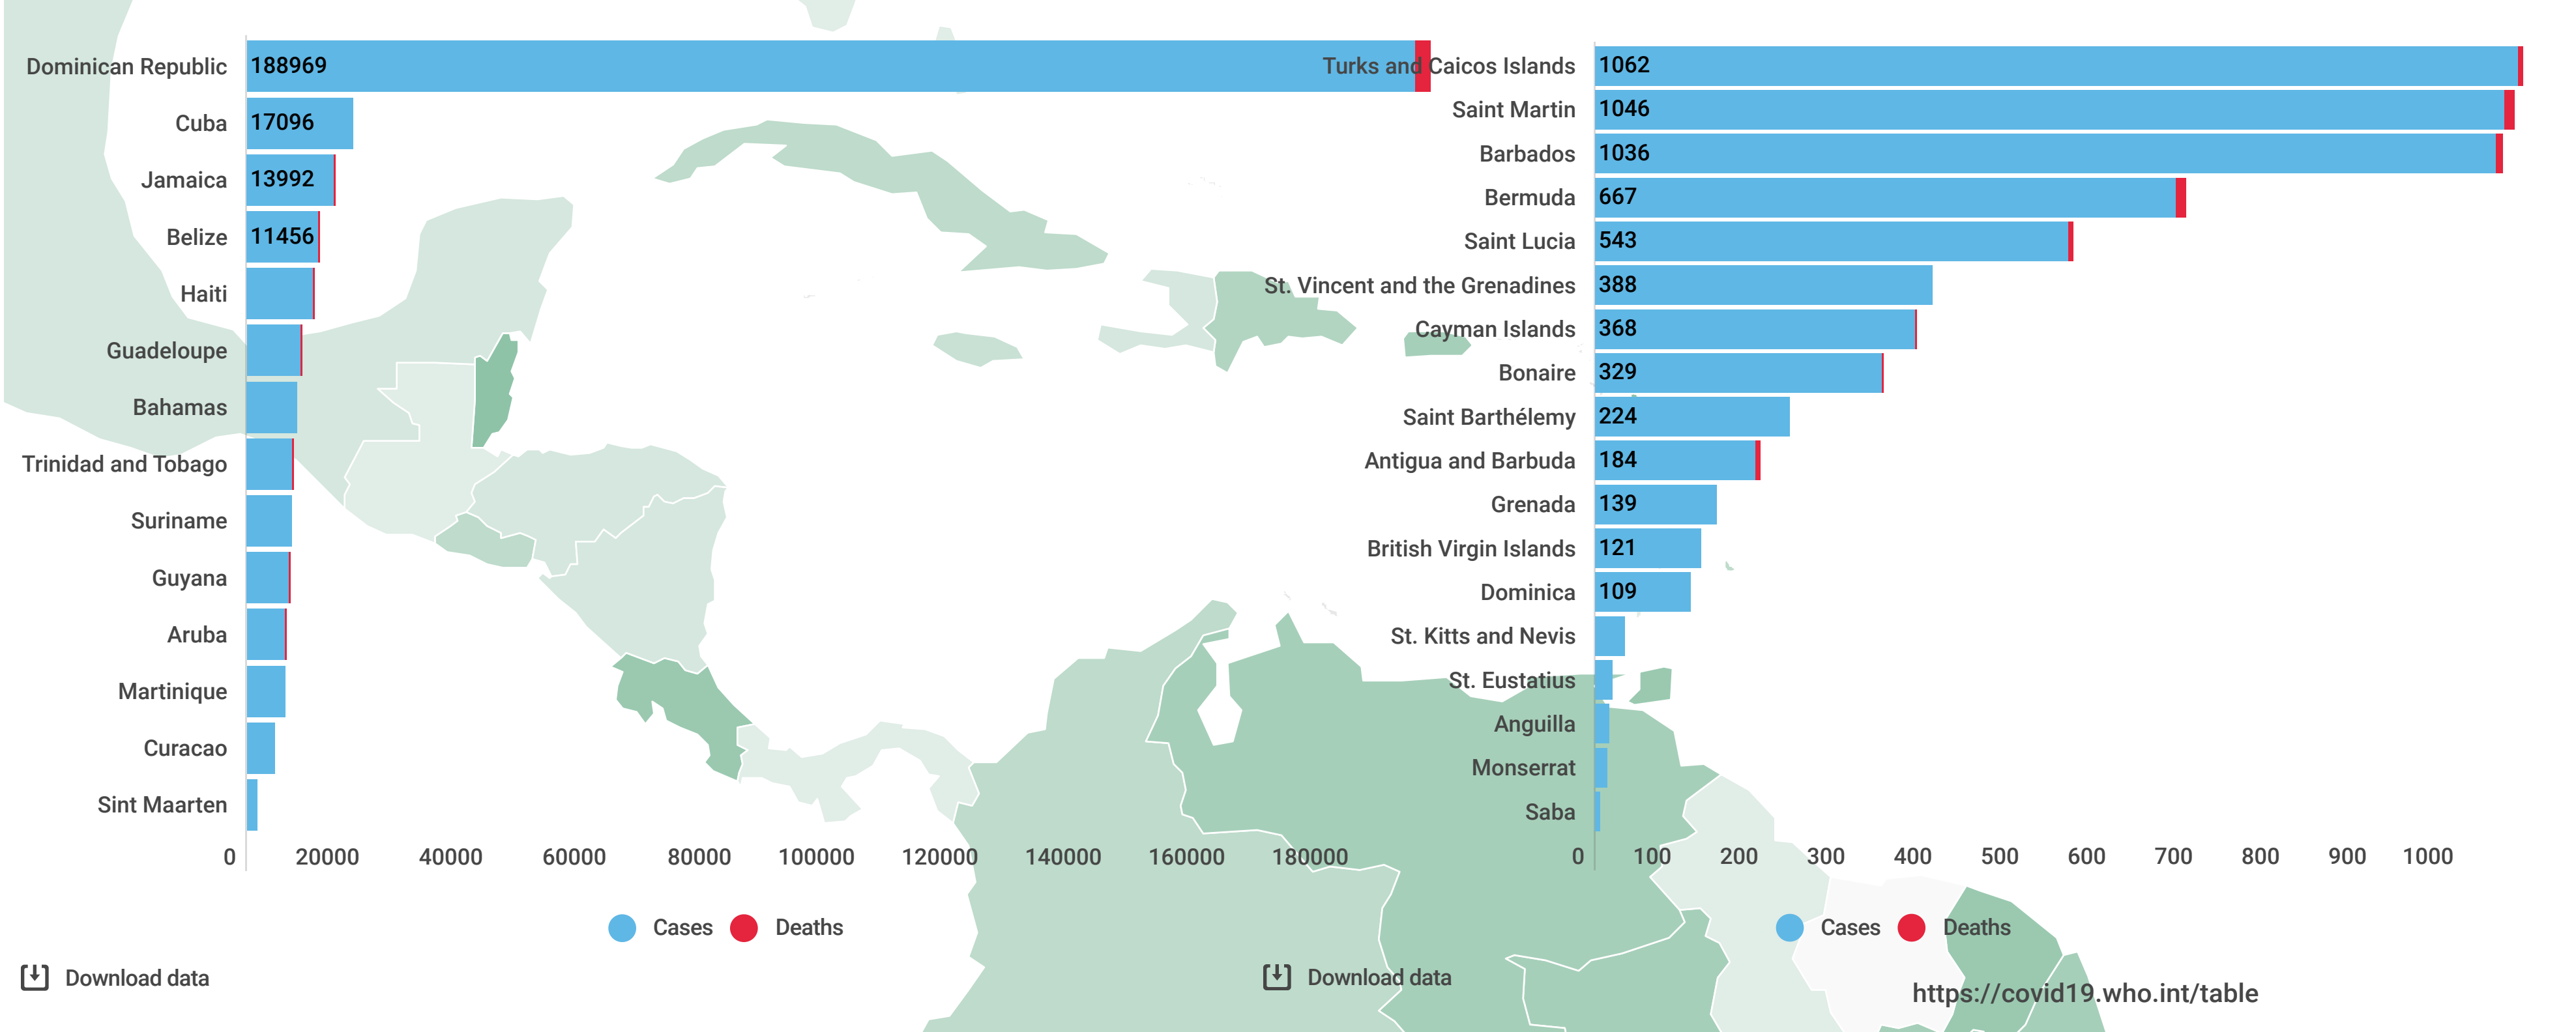 Dominican Republic 188969
Cuba 17096
Jamaica 13992
Belize 11456
Haiti
Guadeloupe
Bahamas
Trinidad and Tobago
Suriname
Guyana
Aruba
Martinique
Curacao
Sint Maarten
0 20000 40000 60000 80000 100000 120000 140000 160000 180000
Cases Deaths
Download data
Turks and Caicos Islands 1062
Saint Martin 1046
Barbados 1036
Bermuda 667
Saint Lucia 543
St. Vincent and the Grenadines 388
Cayman Islands 368
Bonaire 329
Saint Barthélemy 224
Antigua and Barbuda 184
Grenada 139
British Virgin Islands 121
Dominica 109
St. Kitts and Nevis
St. Eustatius
Anguilla
Monserrat
Saba
0 100 200 300 400 500 600 700 800 900 1000
Cases Deaths
Download data
https://covid19.who.int/table